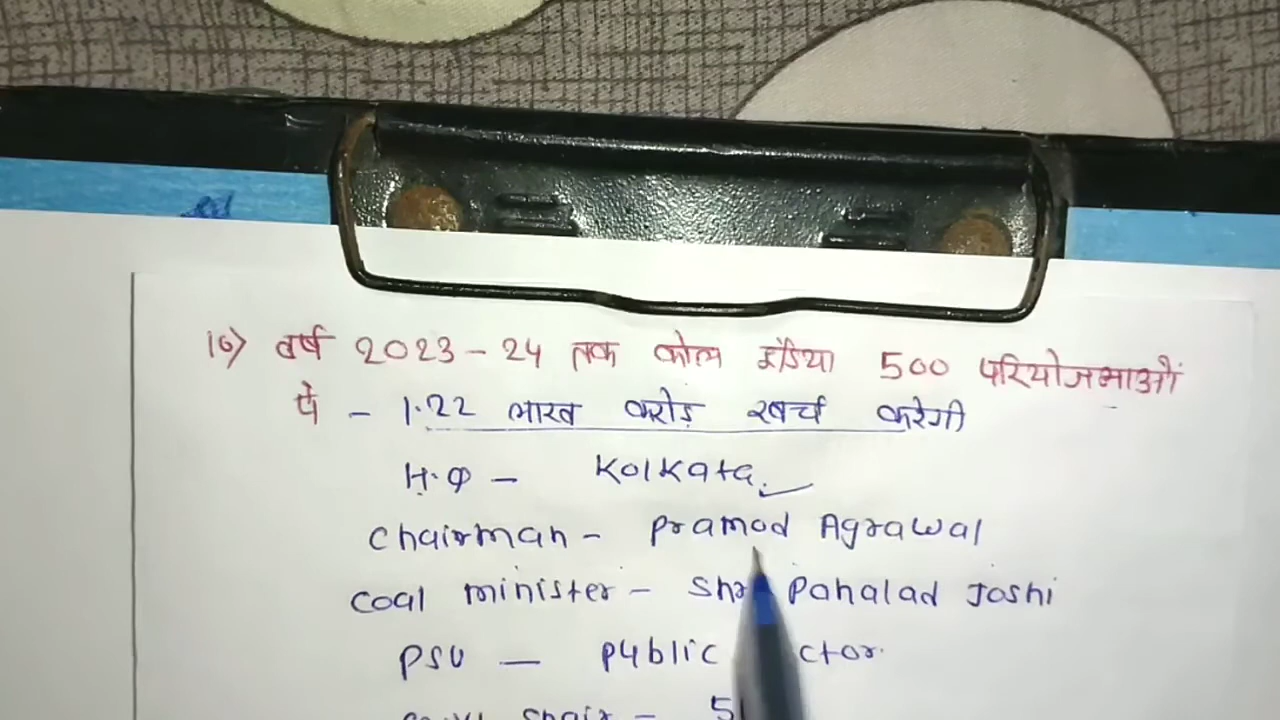 16) वर्ष 2023-24 तक कोल इंडिया 500 परियोजनाओं
पे - 1.22 लाख करोड़ खर्च करेगी
H.Q - Kolkata
Chairman - Pramod Agrawal
Coal minister - Pahalad Joshi
PSU - Public